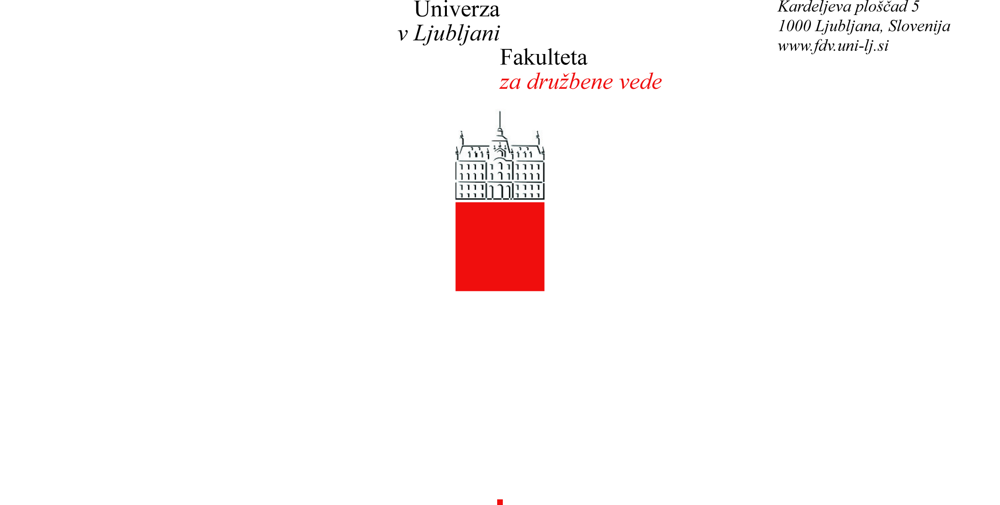 Univerza
v Ljubljani
Fakulteta
za družbene vede
Kardeljeva ploščad 5
1000 Ljubljana, Slovenija
www.fdv.uni-lj.si